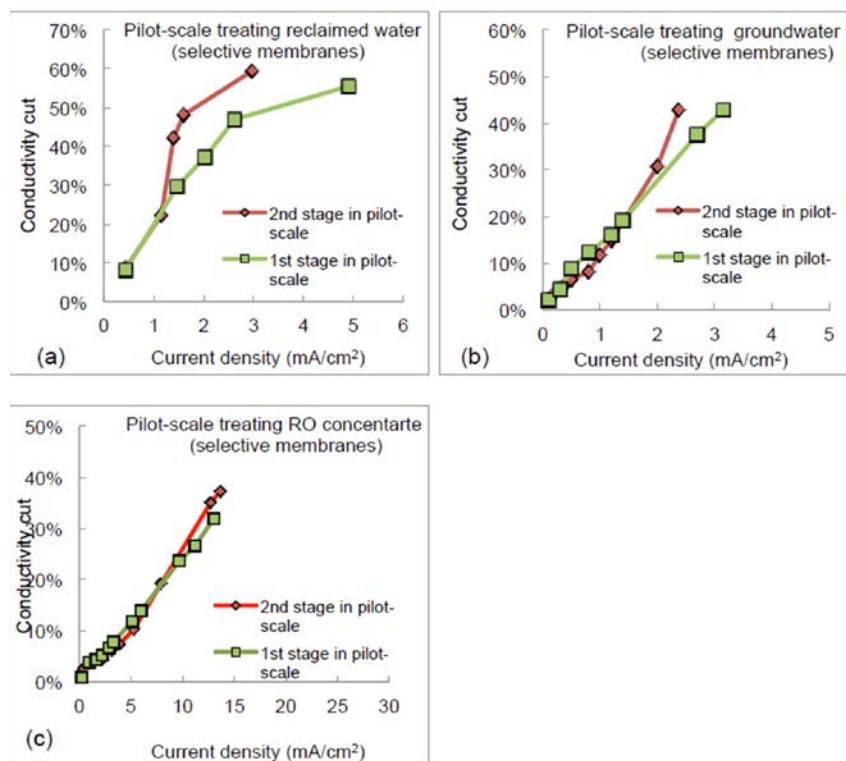 Pilot-scale treating reclaimed water
(selective membranes)
70%
60%
50%
40%
30%
20%
10%
0%
Conductivity cut
2nd stage in pilot-
scale
1st stage in pilot-
scale
0 1 2 3 4 5 6
Current density (mA/cm²)
(a)
Pilot-scale treating groundwater
(selective membranes)
60%
50%
40%
30%
20%
10%
0%
Conductivity cut
2nd stage in pilot-
scale
1st stage in pilot-
scale
0 1 2 3 4 5
Current density (mA/cm²)
(b)
Pilot-scale treating RO concentarte
(selective membranes)
50%
40%
30%
20%
10%
0%
Conductivity cut
2nd stage in pilot-
scale
1st stage in pilot-
scale
0 5 10 15 20 25 30
Current density (mA/cm²)
(c)